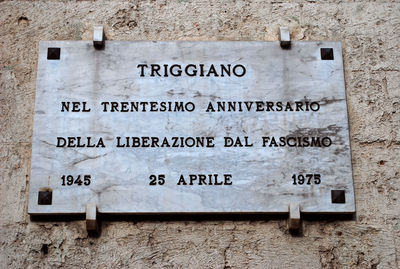 TRIGGIANO
NEL TRENTESIMO ANNIVERSARIO
DELLA LIBERAZIONE DAL FASCISMO
1945 25 APRILE 1975